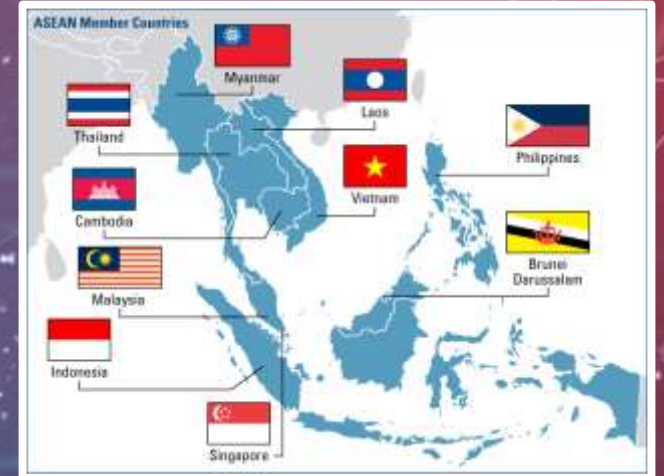 ASEAN Member Countries
Myanmar
Laos
Thailand
Philippines
Cambodia
Vietnam
Brunei
Darussalam
Malaysia
Indonesia
Singapore